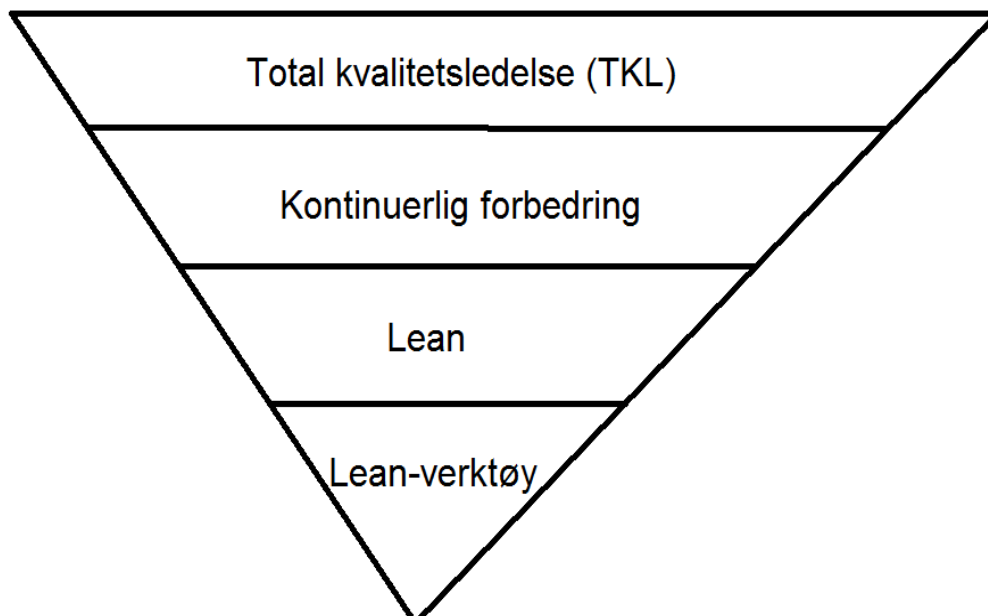 Total kvalitetsledelse (TKL)
Kontinuerlig forbedring
Lean
Lean-verktøy